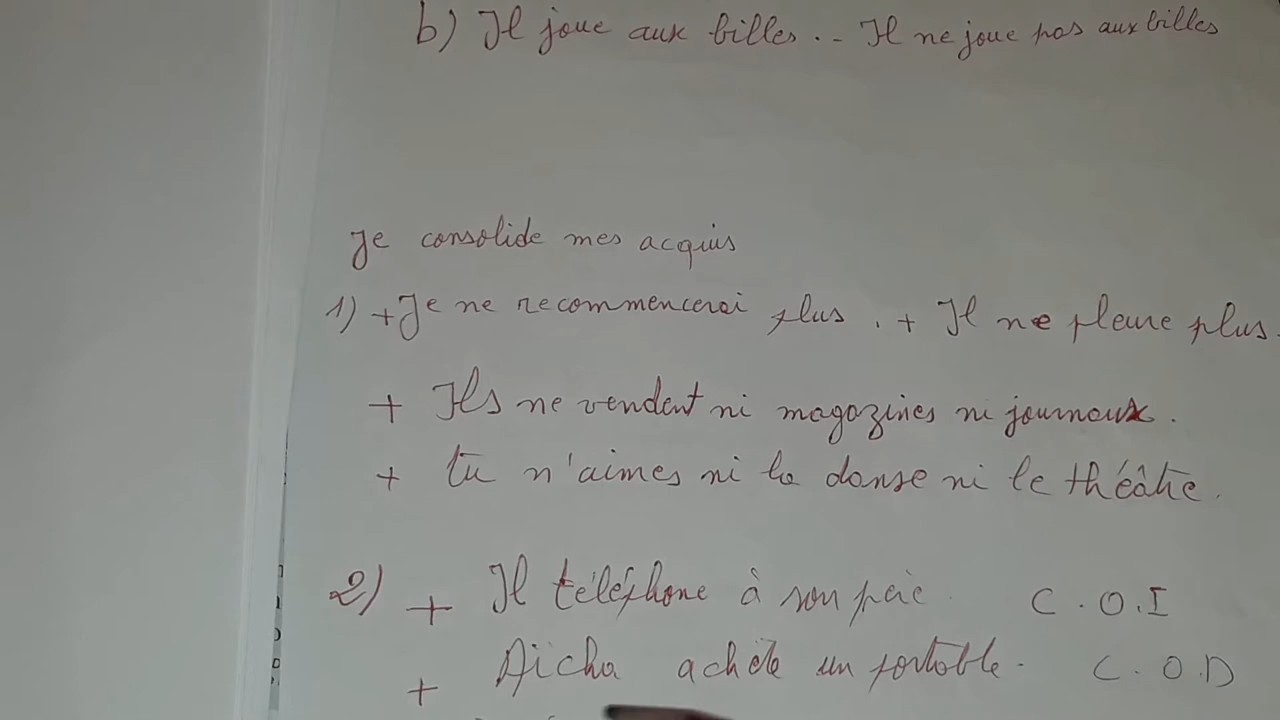 b) Il joue aux billes .. Il ne joue pas aux billes
Je consolide mes acquis
1) + Je ne recommencerai plus . + Il ne pleure plus.
+ Ils ne vendent ni magazines ni journaux.
+ tu n'aimes ni la danse ni le théâtre.
2) + Il téléphone à son père. C.O.I
+ Aicha achète un portable. C.O.D